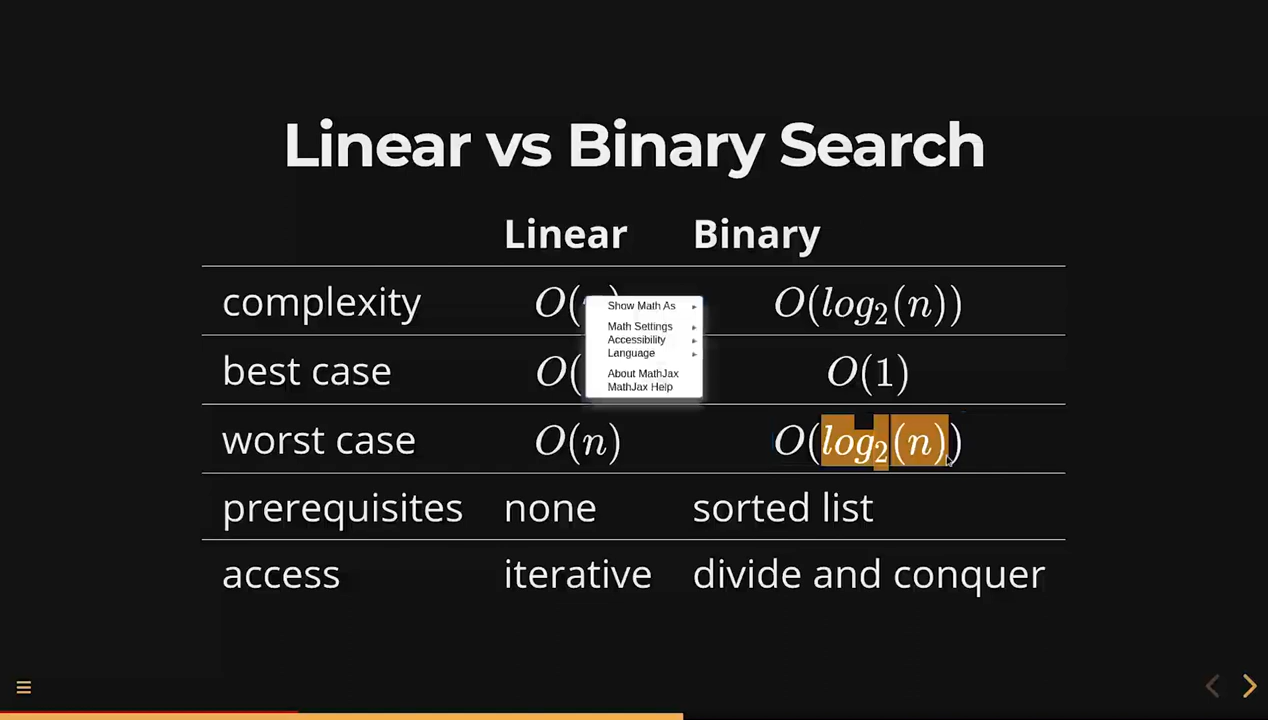 Linear vs Binary Search
Linear Binary
complexity O( O(log₂(n))
best case O( O(1)
worst case O(n) O(log₂(n))
prerequisites none sorted list
access iterative divide and conquer
Show Math As
Math Settings
Accessibility
Language
About MathJax
MathJax Help